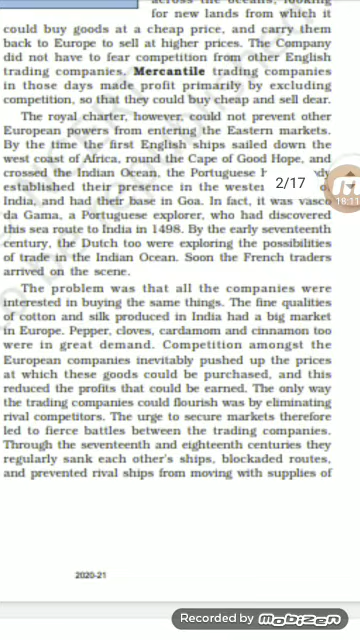 for new lands from which it
could buy goods at a cheap price, and carry them
back to Europe to sell at higher prices. The Company
did not have to fear competition from other English
trading companies. Mercantile trading companies
in those days made profit primarily by excluding
competition, so that they could buy cheap and sell dear.
The royal charter, however, could not prevent other
European powers from entering the Eastern markets.
By the time the first English ships sailed down the
west coast of Africa, round the Cape of Good Hope, and
crossed the Indian Ocean, the Portuguese
established their presence in the
2/17
India, and had their base in Goa. In fact, it was Vasco
18:11
da Gama, a Portuguese explorer, who had discovered
this sea route to India in 1498. By the early seventeenth
century, the Dutch too were exploring the possibilities
of trade in the Indian Ocean. Soon the French traders
arrived on the scene.
The problem was that all the companies were
interested in buying the same things. The fine qualities
of cotton and silk produced in India had a big market
in Europe. Pepper, cloves, cardamom and cinnamon too
were in great demand. Competition amongst the
European companies inevitably pushed up the prices
at which these goods could be purchased, and this
reduced the profits that could be earned. The only way
the trading companies could flourish was by eliminating
rival competitors. The urge to secure markets therefore
led to fierce battles between the trading companies.
Through the seventeenth and eighteenth centuries they
regularly sank each other's ships, blockaded routes,
and prevented rival ships from moving with supplies of
2020-21
Recorded by mobizen